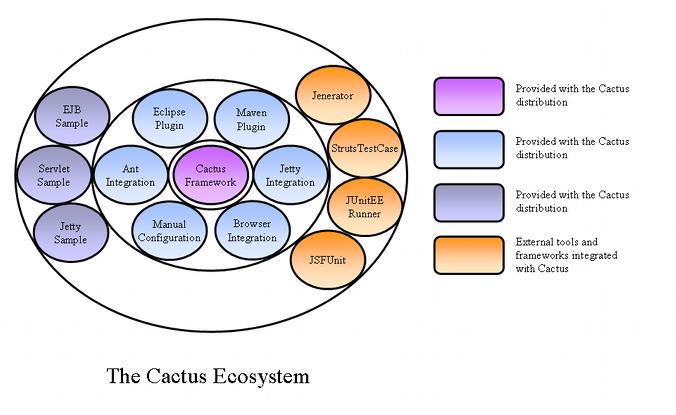 EJB
Sample
Servlet
Sample
Jetty
Sample
Eclipse
Plugin
Maven
Plugin
Ant
Integration
Cactus
Framework
Jetty
Integration
Manual
Configuration
Browser
Integration
Jenerator
StrutsTestCase
JUnitEE
Runner
JSFUnit
Provided with the Cactus
distribution
Provided with the Cactus
distribution
Provided with the Cactus
distribution
External tools and
frameworks integrated
with Cactus
The Cactus Ecosystem